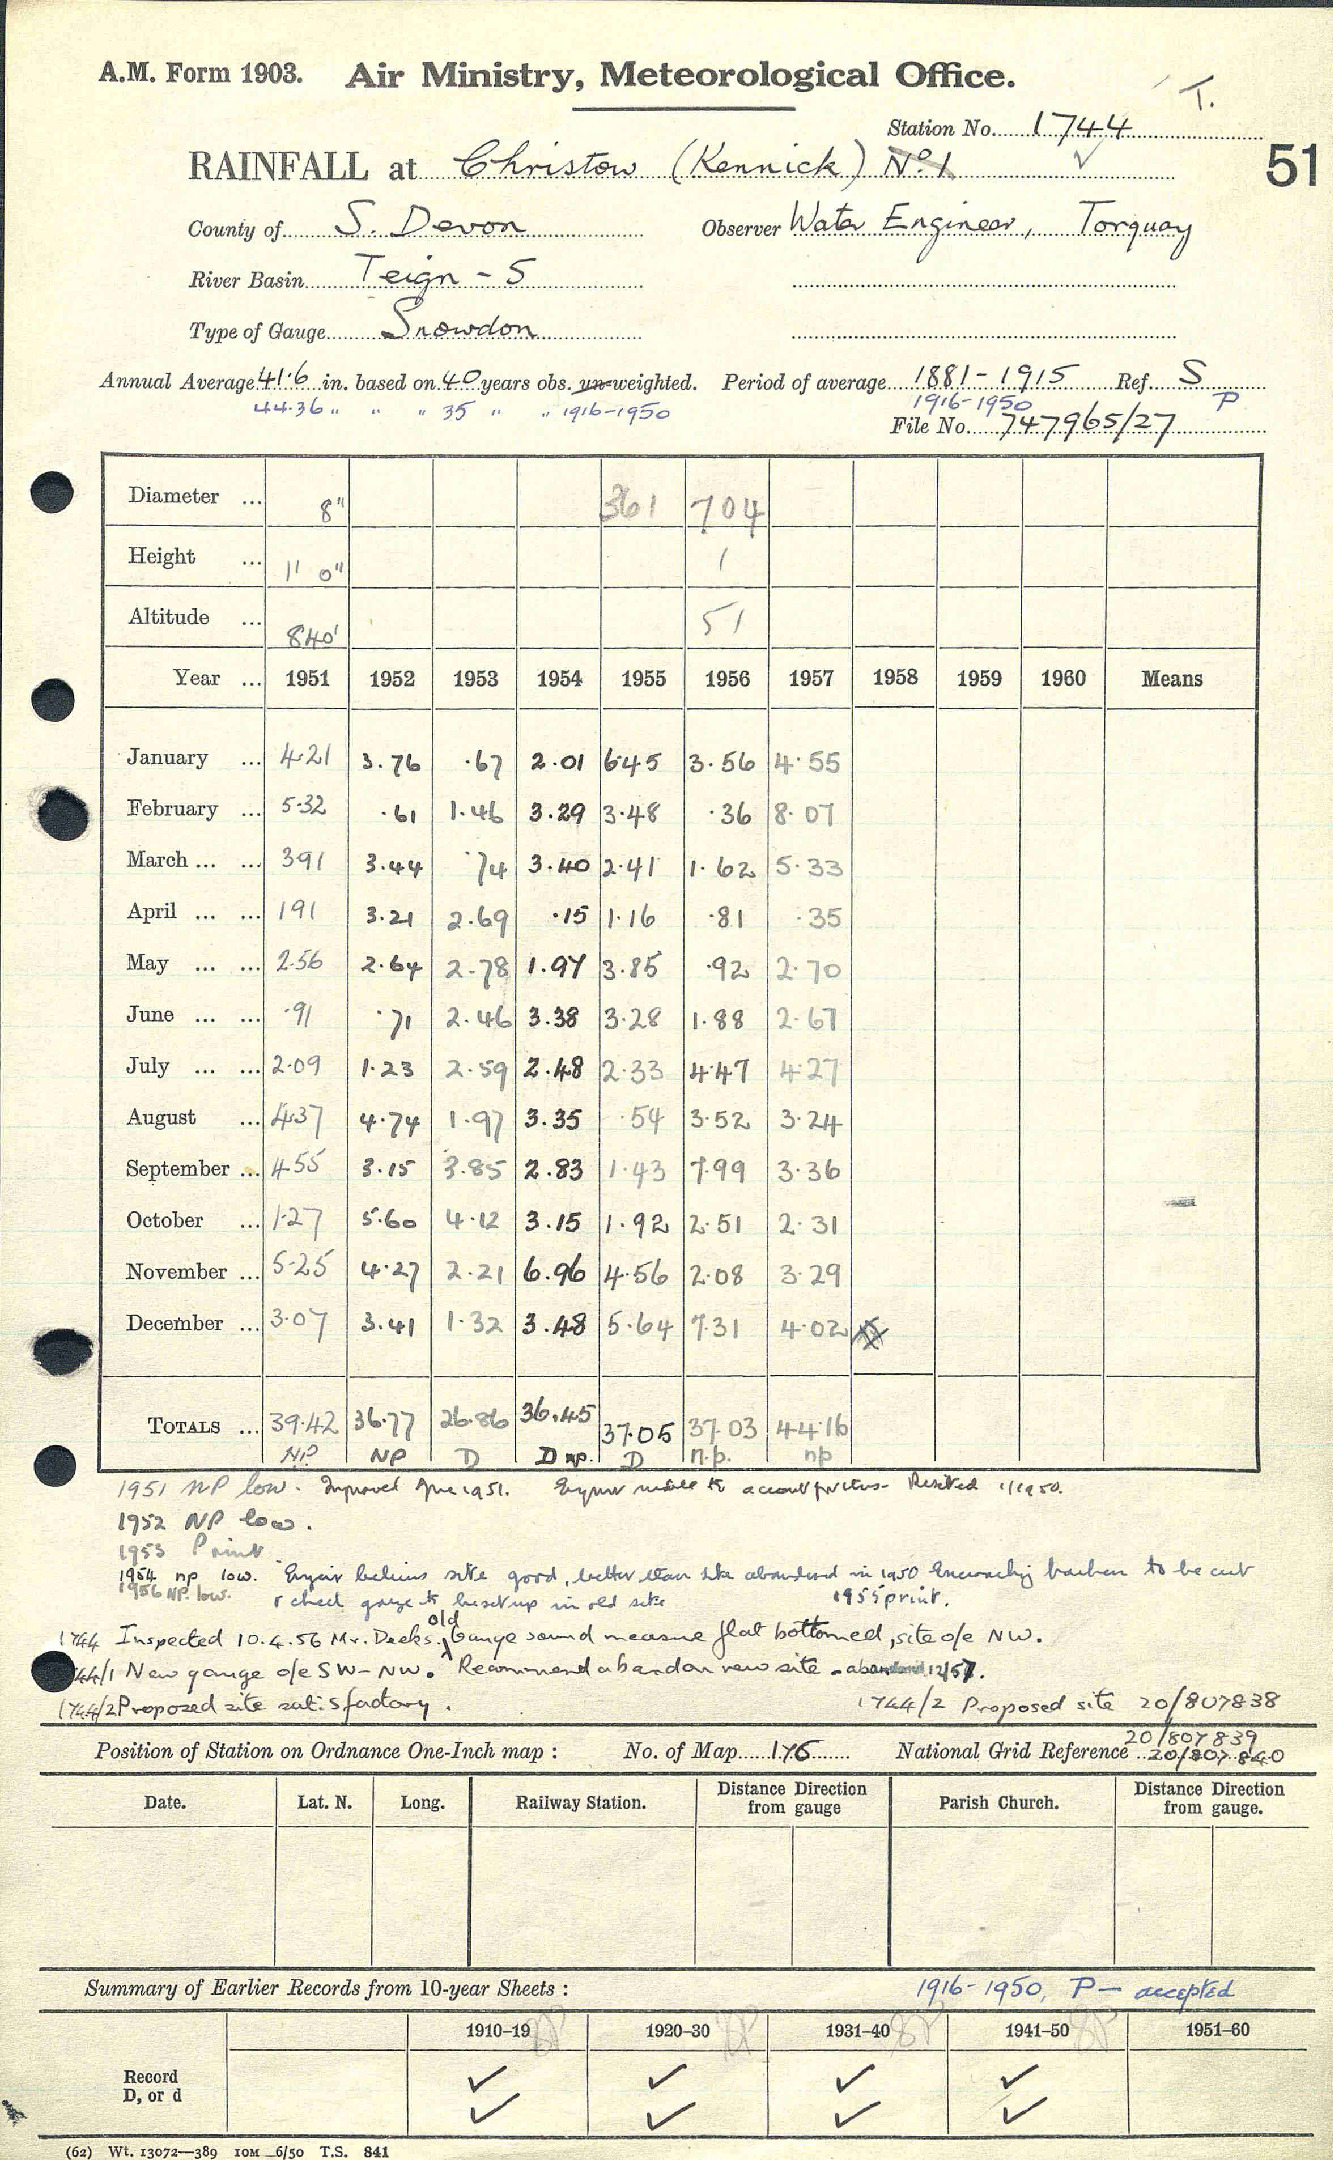 A.M. Form 1903. Air Ministry, Meteorological Office.
T.
Station No. 1744
RAINFALL at Christow (Kennick) No. 1
51
County of S. Devon Observer Water Engineer, Torquay
River Basin Teign - 5
Type of Gauge Snowdon
Annual Average 41.6 in. based on 40 years obs. un-weighted. Period of average 1881-1915 Ref. S
44.36 " " " 35 " " 1916-1950 1916-1950 P
File No. 747965/27
Diameter ... 8" 361 704
Height ... 1' 0" 1
Altitude ... 840' 51
Year ... 1951 1952 1953 1954 1955 1956 1957 1958 1959 1960 Means
January ... 4.21 3.76 .67 2.01 6.45 3.56 4.55
February ... 5.32 .61 1.46 3.29 3.48 .36 8.07
March ... ... 3.91 3.44 .74 3.40 2.41 1.62 5.33
April ... ... 1.91 3.21 2.69 .15 1.16 .81 .35
May ... ... 2.56 2.64 2.78 1.97 3.85 .92 2.70
June ... ... .91 .71 2.46 3.38 3.28 1.88 2.67
July ... ... 2.09 1.23 2.59 2.48 2.33 4.47 4.27
August ... 4.37 4.74 1.97 3.35 .54 3.52 3.24
September ... 4.55 3.15 3.85 2.83 1.43 7.99 3.36
October ... 1.27 5.60 4.12 3.15 1.92 2.51 2.31
November ... 5.25 4.27 2.21 6.96 4.56 2.08 3.29
December ... 3.07 3.41 1.32 3.48 5.64 7.31 4.02
TOTALS ... 39.42 36.77 26.86 36.45 37.05 37.03 44.16
NP NP D D np. D n.p. np
1951 NP low. Improved June 1951.
1952 NP low.
1953 Print
1954 np low. site good, better than site abandoned in 1950 to be cut
1956 NP. low. & check gauge to be set up in old site 1955 print.
1744 Inspected 10.4.56 Mr. Deeks. old Gauge sound measure flat bottomed, site o/e NW.
44/1 New gauge o/e SW-NW. Recommend abandon new site - abandoned 12/57.
1744/2 Proposed site satisfactory. 1744/2 Proposed site 20/807838
20/807839
Position of Station on Ordnance One-Inch map : No. of Map 176 National Grid Reference 20/807840
Date. Lat. N. Long. Railway Station. Distance from gauge Direction Parish Church. Distance from gauge. Direction
Summary of Earlier Records from 10-year Sheets : 1916-1950, P - accepted
1910-19 1920-30 1931-40 1941-50 1951-60
Record
D, or d
(62) Wt. 13072—389 10M 6/50 T.S. 841